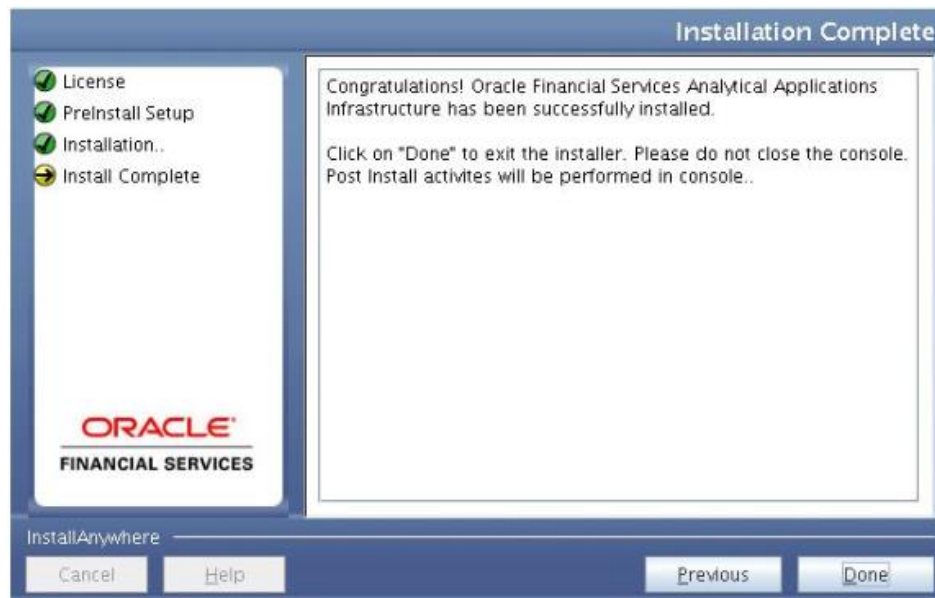 Installation Complete
License
PreInstall Setup
Installation..
Install Complete
Congratulations! Oracle Financial Services Analytical Applications
Infrastructure has been successfully installed.
Click on "Done" to exit the installer. Please do not close the console.
Post Install activites will be performed in console..
ORACLE
FINANCIAL SERVICES
InstallAnywhere
Cancel
Help
Previous
Done